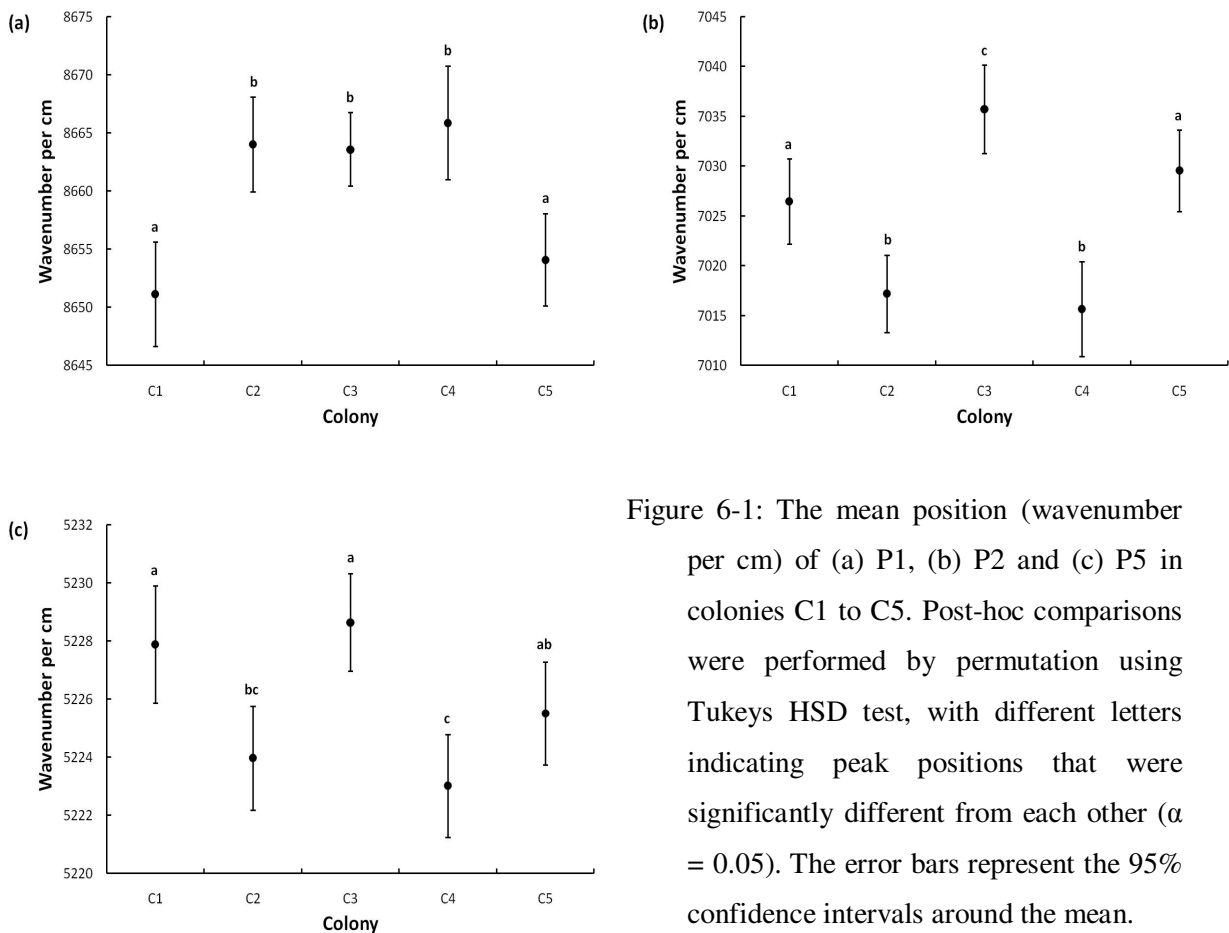 (a)
Wavenumber per cm
8675
8670
8665
8660
8655
8650
8645
a
b
b
b
a
C1 C2 C3 C4 C5
Colony
(b)
Wavenumber per cm
7045
7040
7035
7030
7025
7020
7015
7010
a
b
c
b
a
C1 C2 C3 C4 C5
Colony
(c)
Wavenumber per cm
5232
5230
5228
5226
5224
5222
5220
a
bc
a
c
ab
C1 C2 C3 C4 C5
Colony
Figure 6-1: The mean position (wavenumber
per cm) of (a) P1, (b) P2 and (c) P5 in
colonies C1 to C5. Post-hoc comparisons
were performed by permutation using
Tukeys HSD test, with different letters
indicating peak positions that were
significantly different from each other (α
= 0.05). The error bars represent the 95%
confidence intervals around the mean.